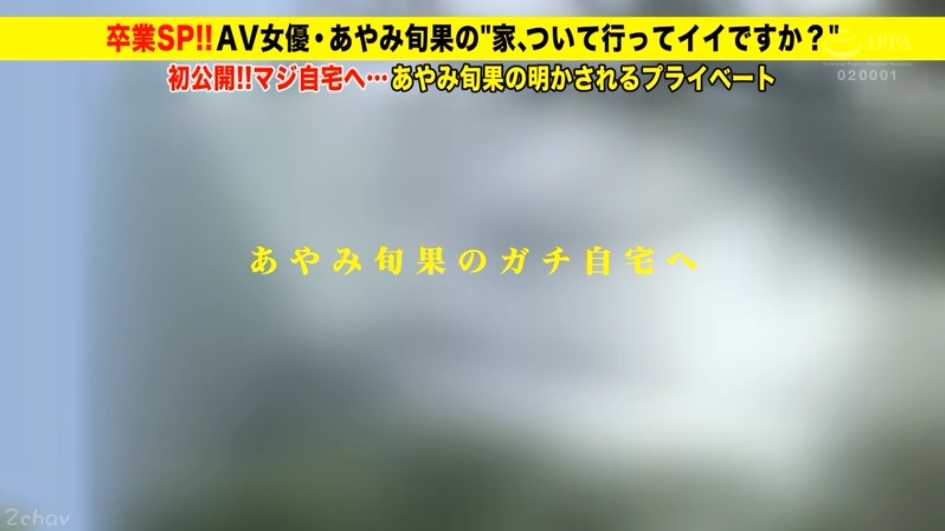 卒業SP!!AV女優・あやみ旬果の"家、ついて行ってイイですか？"
IPPA
020001
初公開!!マジ自宅へ…あやみ旬果の明かされるプライベート
あやみ旬果のガチ自宅へ
2chav